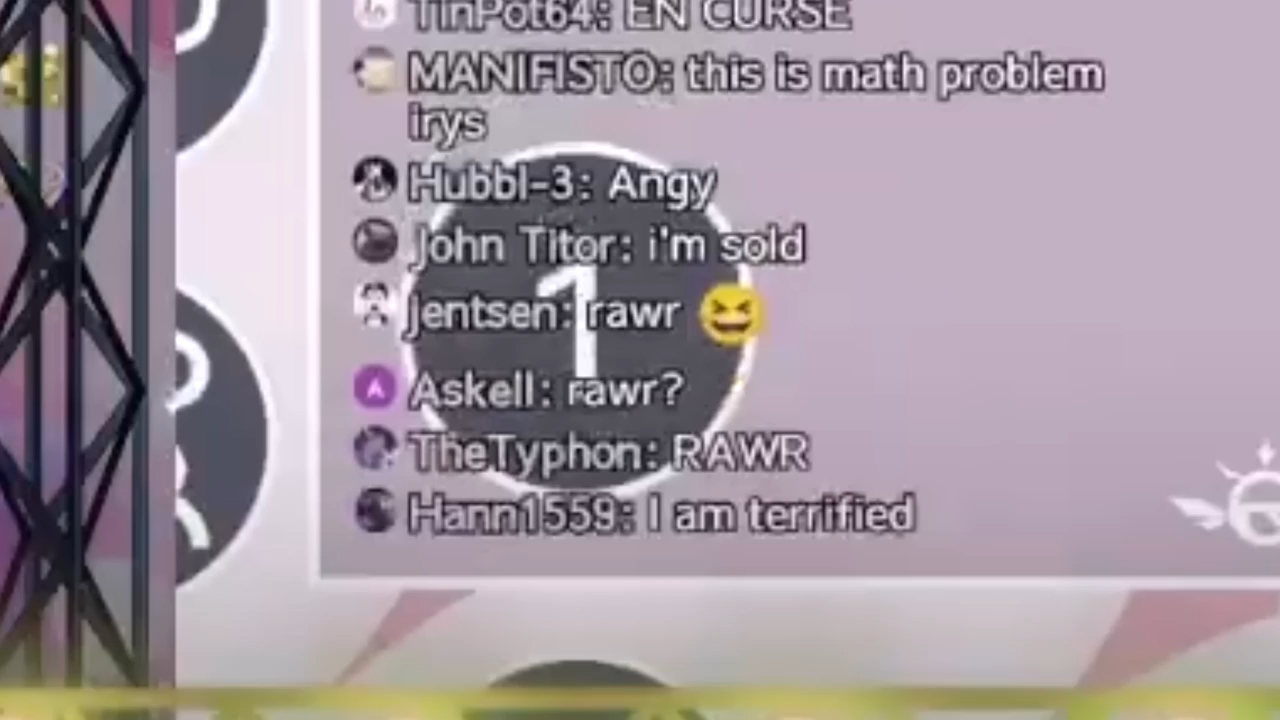 TinPot64: EN CURSE
MANIFISTO: this is math problem
irys
Hubbl-3: Angy
John Titor: i'm sold
Jentsen: rawr 😆
Askell: rawr?
TheTyphon: RAWR
Hann1559: I am terrified
1